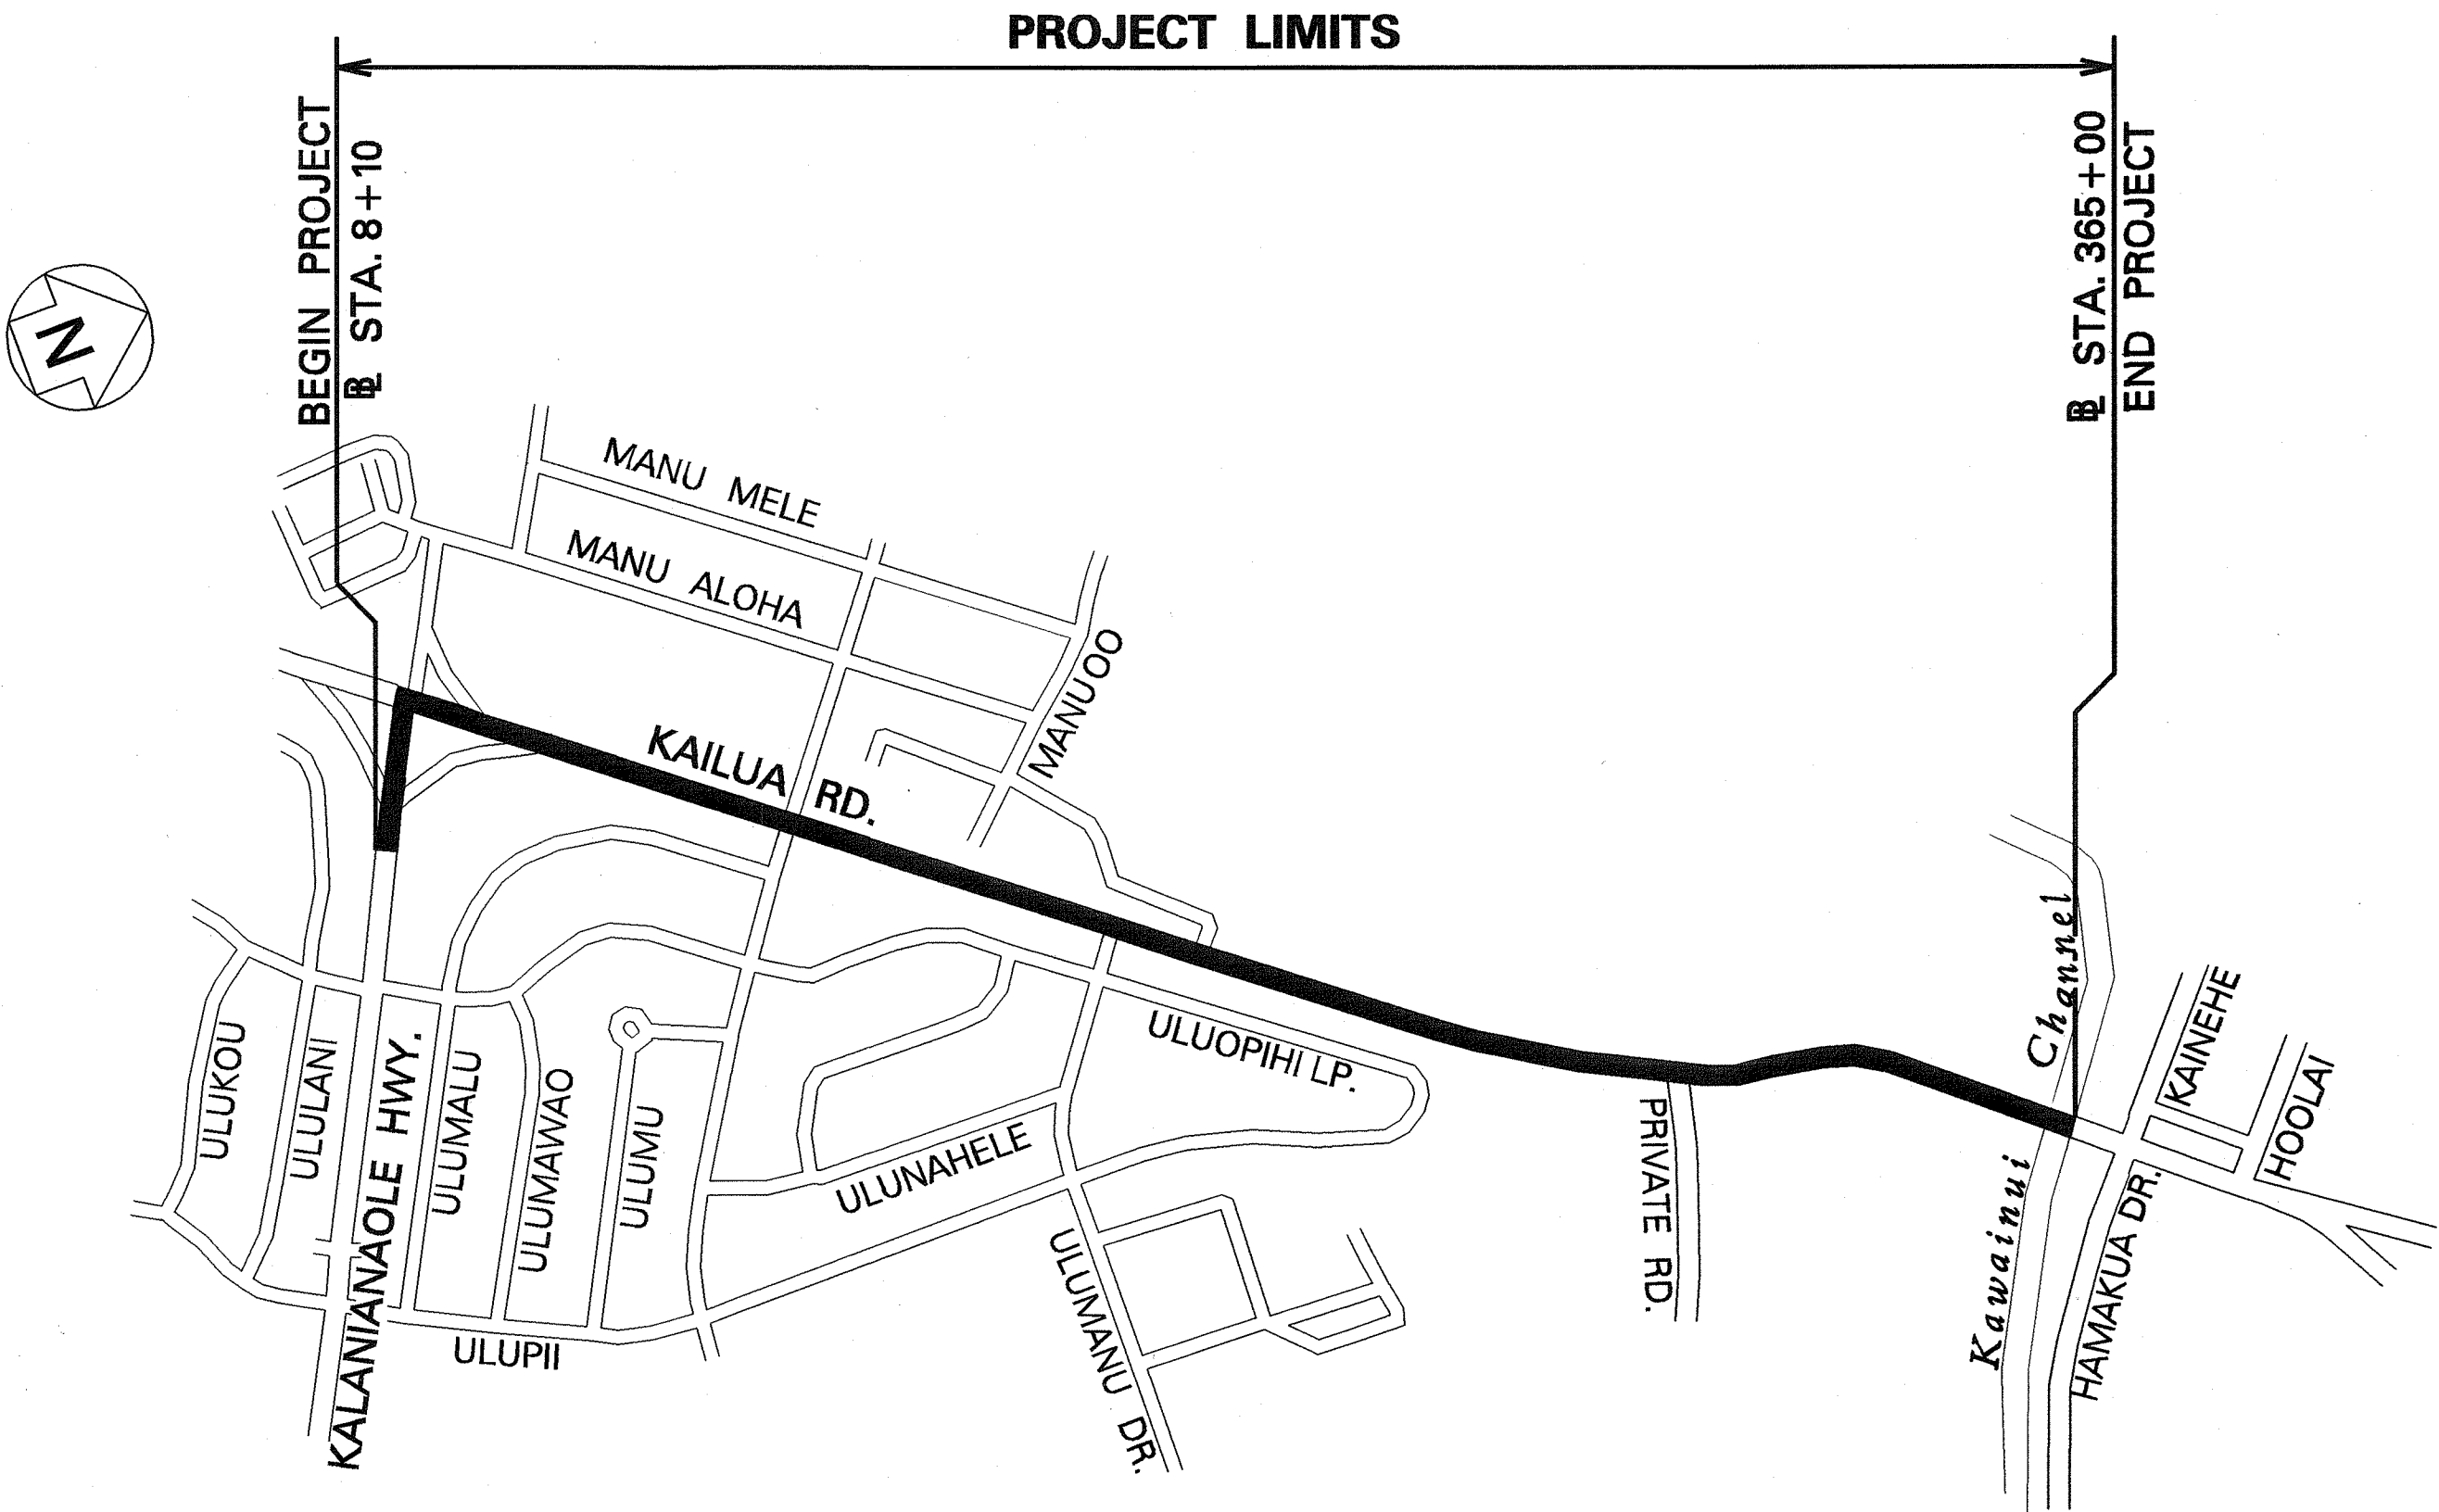 PROJECT LIMITS
BEGIN PROJECT
BL STA. 8+10
BL STA. 365+00
END PROJECT
N
MANU MELE
MANU ALOHA
MANUOO
KAILUA RD.
Channel
KAINEHE
HOOLAI
ULUKOU
ULULANI
KALANIANAOLE HWY.
ULUMALU
ULUMAWAO
ULUMU
ULUOPIHI LP.
ULUNAHELE
PRIVATE RD.
Kawainui
HAMAKUA DR.
ULUMANU DR.
ULUPII